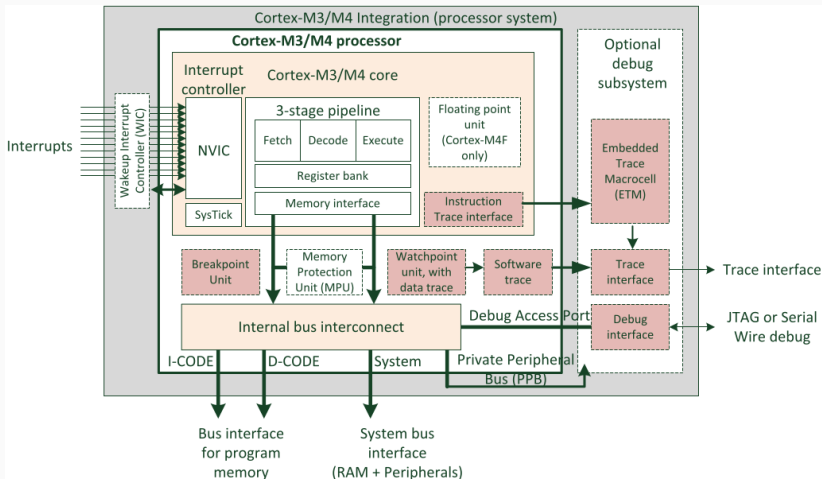 Cortex-M3/M4 Integration (processor system)
Cortex-M3/M4 processor
Optional
debug
subsystem
Interrupt
controller
Cortex-M3/M4 core
Interrupts
Wakeup Interrupt
Controller (WIC)
NVIC
SysTick
3-stage pipeline
Fetch
Decode
Execute
Register bank
Memory interface
Floating point
unit
(Cortex-M4F
only)
Instruction
Trace interface
Embedded
Trace
Macrocell
(ETM)
Breakpoint
Unit
Memory
Protection
Unit (MPU)
Watchpoint
unit, with
data trace
Software
trace
Trace
interface
Trace interface
Internal bus interconnect
Debug Access Port
Debug
interface
JTAG or Serial
Wire debug
I-CODE
D-CODE
System
Private Peripheral
Bus (PPB)
Bus interface
for program
memory
System bus
interface
(RAM + Peripherals)